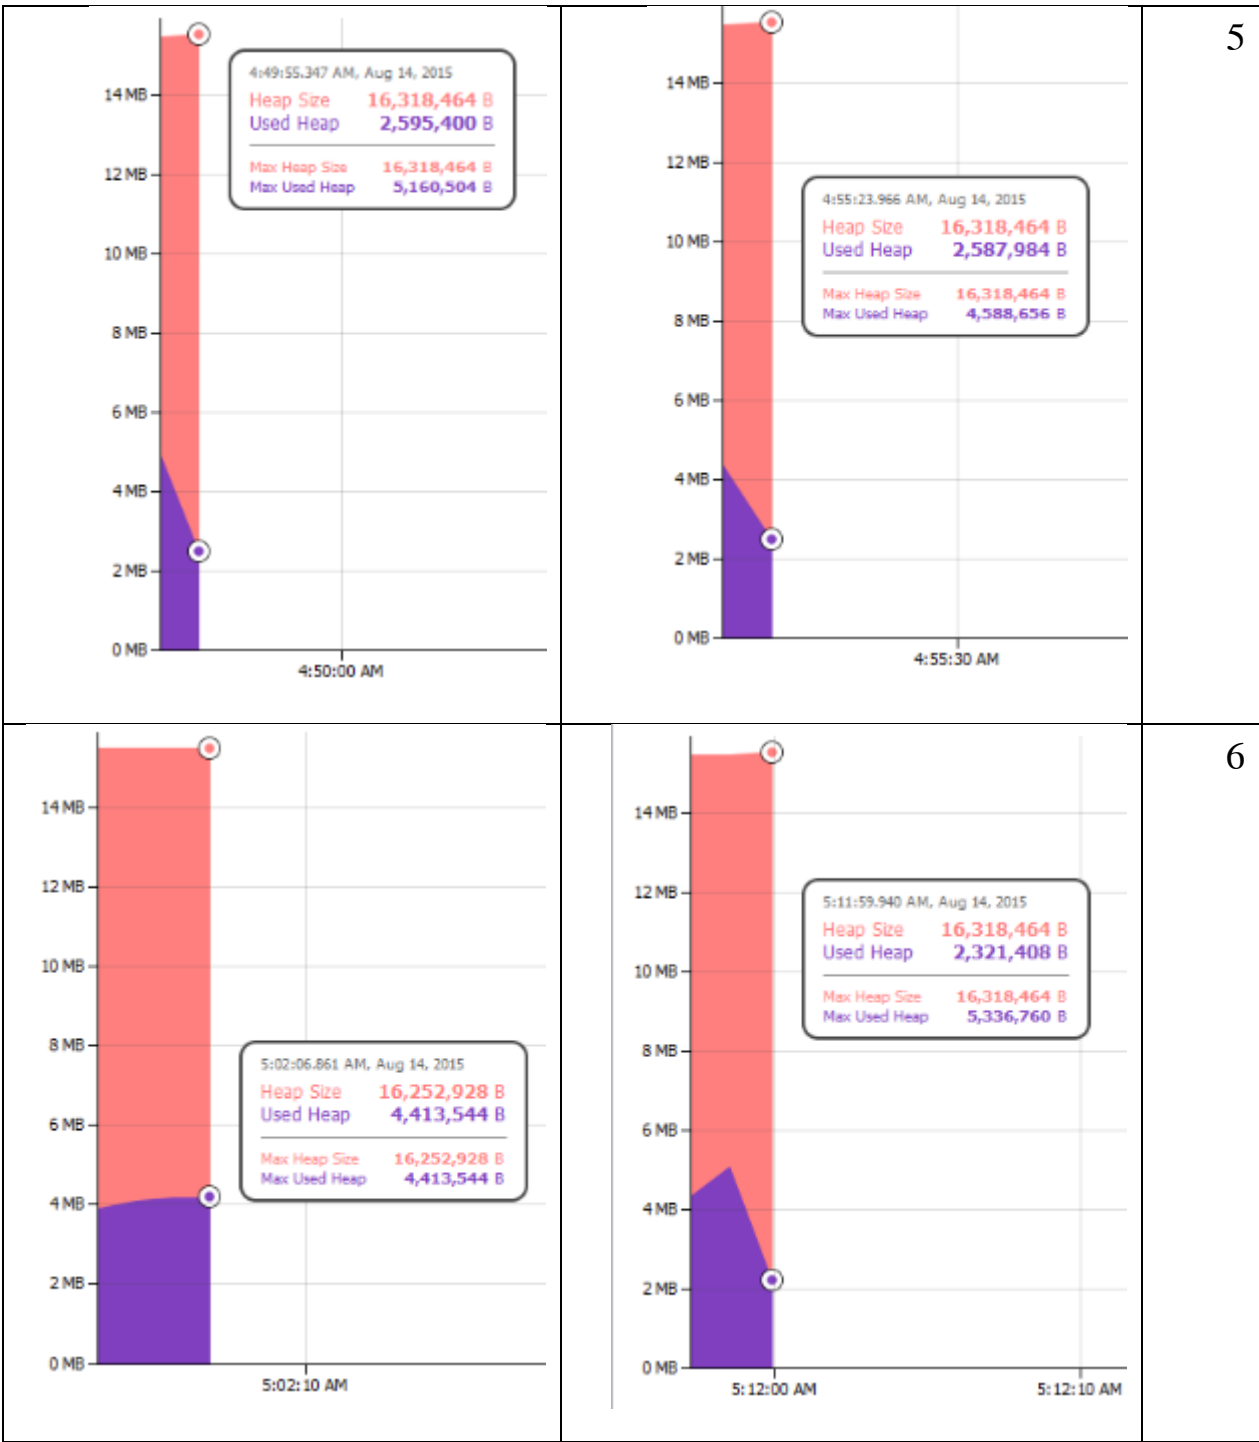 4:49:55.347 AM, Aug 14, 2015
Heap Size 16,318,464 B
Used Heap 2,595,400 B
Max Heap Size 16,318,464 B
Max Used Heap 5,160,504 B
14 MB
12 MB
10 MB
8 MB
6 MB
4 MB
2 MB
0 MB
4:50:00 AM
4:55:23.966 AM, Aug 14, 2015
Heap Size 16,318,464 B
Used Heap 2,587,984 B
Max Heap Size 16,318,464 B
Max Used Heap 4,588,656 B
14 MB
12 MB
10 MB
8 MB
6 MB
4 MB
2 MB
0 MB
4:55:30 AM
5
5:02:06.861 AM, Aug 14, 2015
Heap Size 16,252,928 B
Used Heap 4,413,544 B
Max Heap Size 16,252,928 B
Max Used Heap 4,413,544 B
14 MB
12 MB
10 MB
8 MB
6 MB
4 MB
2 MB
0 MB
5:02:10 AM
5:11:59.940 AM, Aug 14, 2015
Heap Size 16,318,464 B
Used Heap 2,321,408 B
Max Heap Size 16,318,464 B
Max Used Heap 5,336,760 B
14 MB
12 MB
10 MB
8 MB
6 MB
4 MB
2 MB
0 MB
5:12:00 AM
5:12:10 AM
6